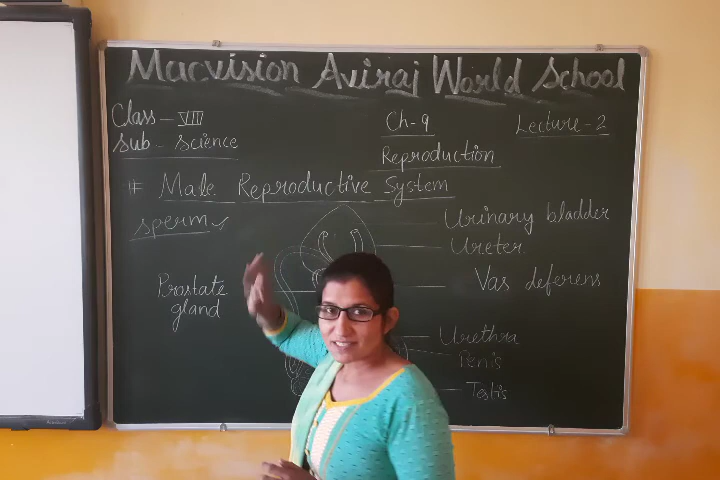 Macvision Aviraj World School
Class - VIII
Ch-9
Lecture-2
Sub - Science
Reproduction
# Male Reproductive System
sperm
Urinary bladder
Ureter
Vas deferens
Prostate
gland
Urethra
Penis
Testis